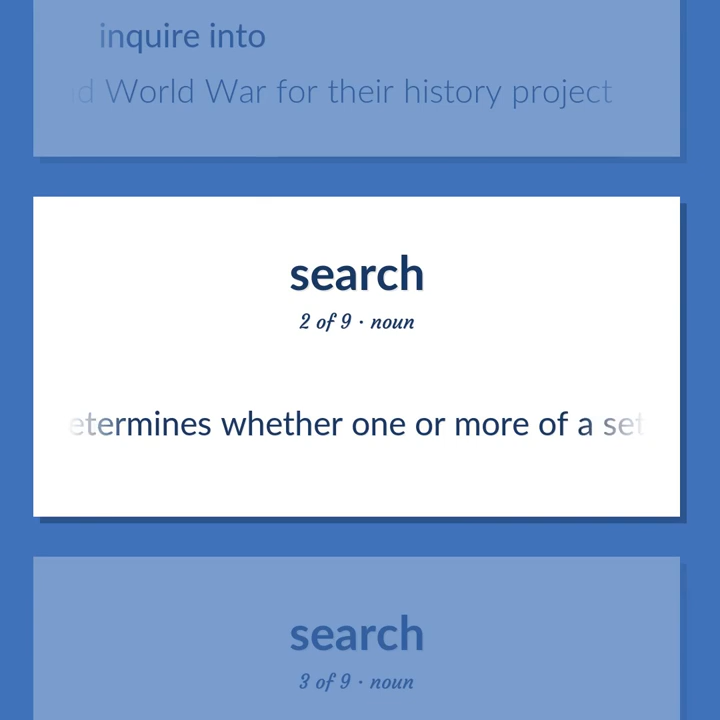 inquire into
World War for their history project
search
2 of 9 · noun
etermines whether one or more of a set
search
3 of 9 · noun